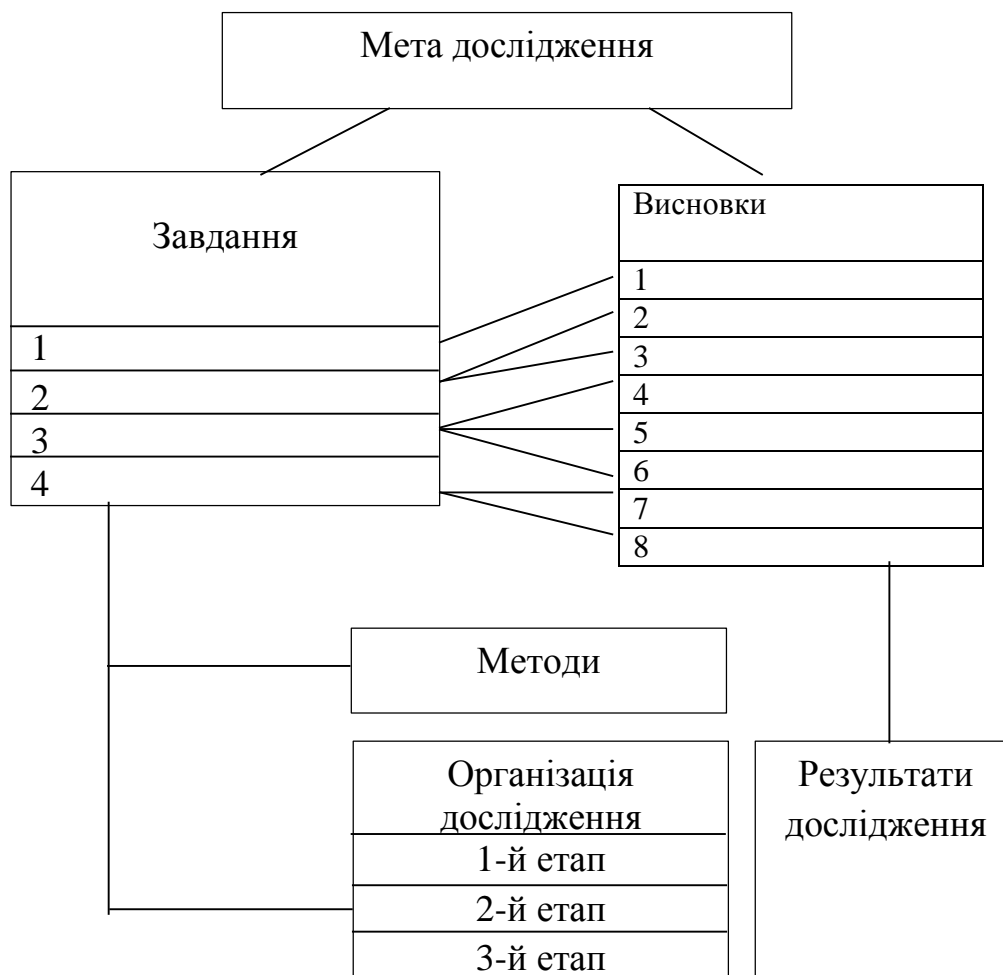 Мета дослідження
Завдання
1
2
3
4
Висновки
1
2
3
4
5
6
7
8
Методи
Організація
дослідження
1-й етап
2-й етап
3-й етап
Результати
дослідження